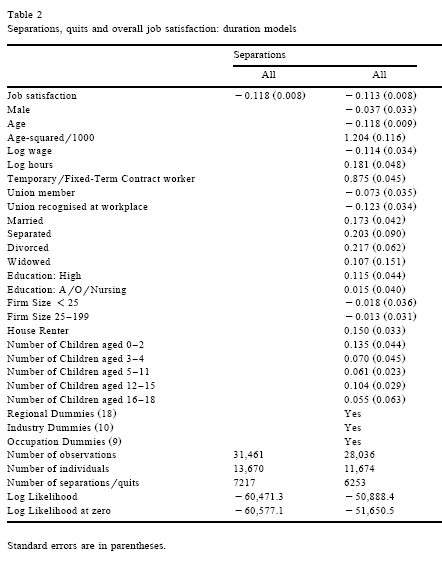 Table 2
Separations, quits and overall job satisfaction: duration models
Separations
All All
Job satisfaction −0.118 (0.008) −0.113 (0.008)
Male −0.037 (0.033)
Age −0.118 (0.009)
Age-squared/1000 1.204 (0.116)
Log wage −0.114 (0.034)
Log hours 0.181 (0.048)
Temporary/Fixed-Term Contract worker 0.875 (0.045)
Union member −0.073 (0.035)
Union recognised at workplace −0.123 (0.034)
Married 0.173 (0.042)
Separated 0.203 (0.090)
Divorced 0.217 (0.062)
Widowed 0.107 (0.151)
Education: High 0.115 (0.044)
Education: A/O/Nursing 0.015 (0.040)
Firm Size < 25 −0.018 (0.036)
Firm Size 25–199 −0.013 (0.031)
House Renter 0.150 (0.033)
Number of Children aged 0–2 0.135 (0.044)
Number of Children aged 3–4 0.070 (0.045)
Number of Children aged 5–11 0.061 (0.023)
Number of Children aged 12–15 0.104 (0.029)
Number of Children aged 16–18 0.055 (0.063)
Regional Dummies (18) Yes
Industry Dummies (10) Yes
Occupation Dummies (9) Yes
Number of observations 31,461 28,036
Number of individuals 13,670 11,674
Number of separations/quits 7217 6253
Log Likelihood −60,471.3 −50,888.4
Log Likelihood at zero −60,577.1 −51,650.5
Standard errors are in parentheses.